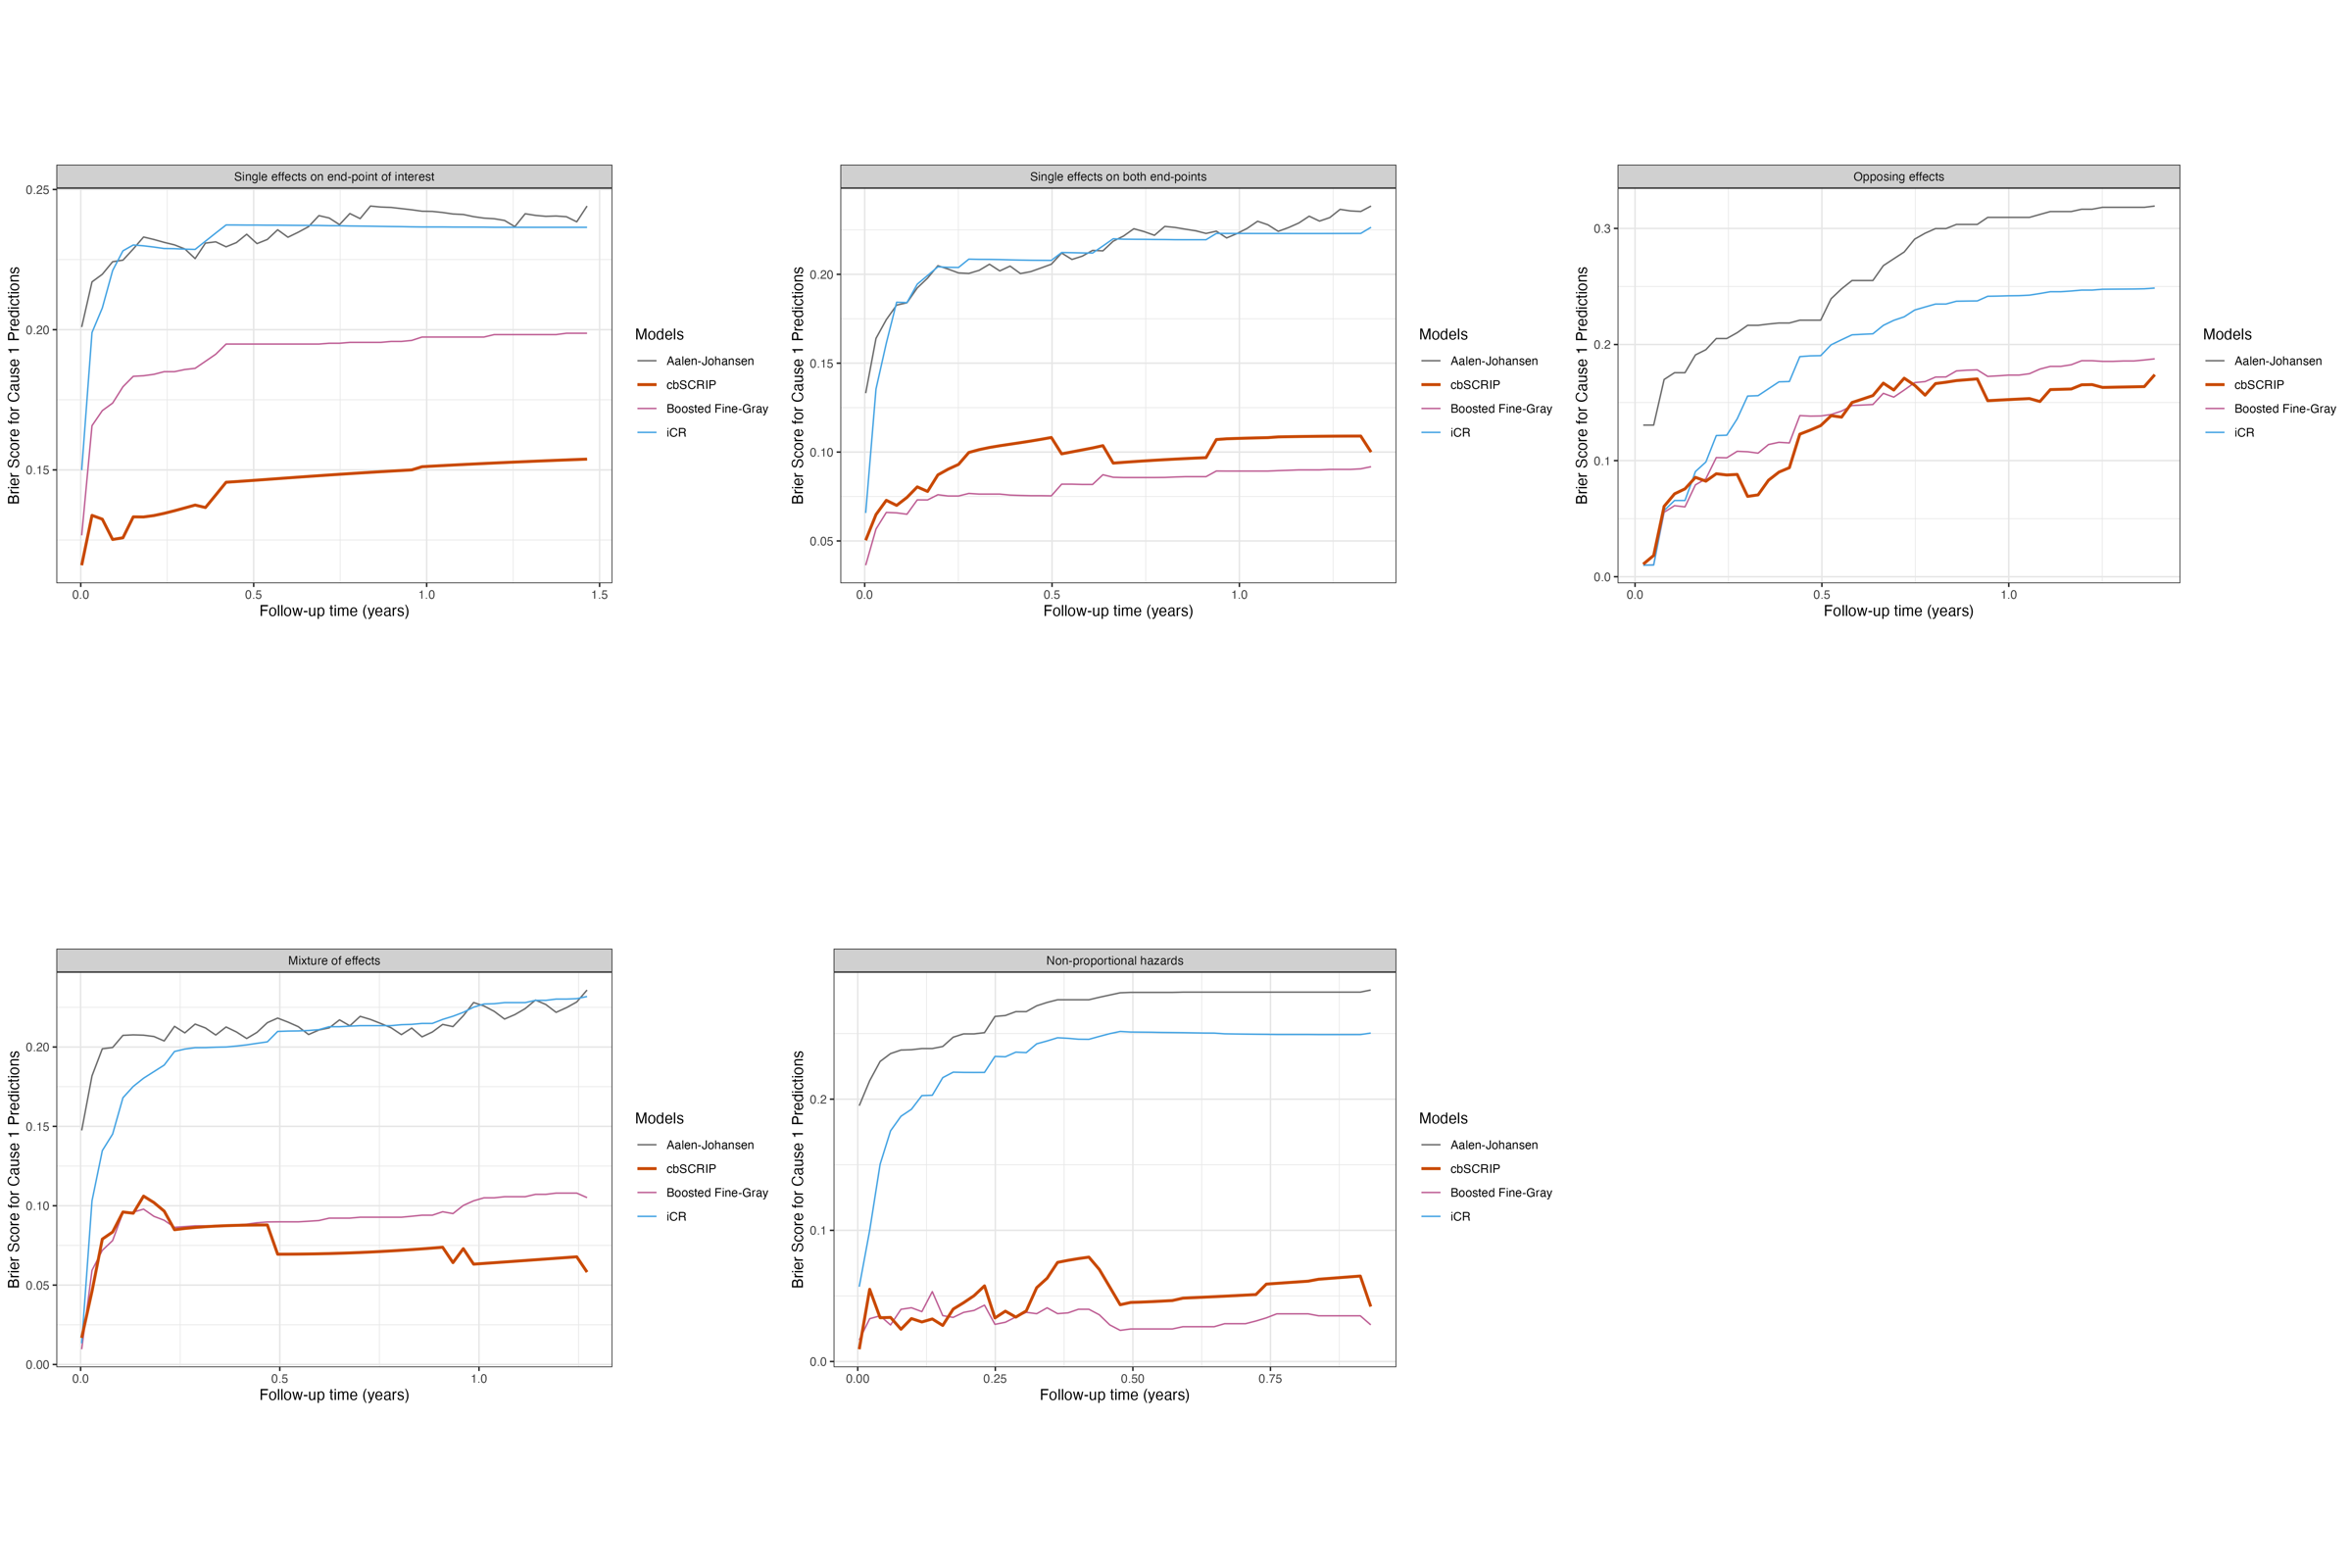 Single effects on end-point of interest
Brier Score for Cause 1 Predictions
0.25
0.20
0.15
0.0 0.5 1.0 1.5
Follow-up time (years)
Models
Aalen-Johansen
cbSCRIP
Boosted Fine-Gray
iCR
Single effects on both end-points
Brier Score for Cause 1 Predictions
0.20
0.15
0.10
0.05
0.0 0.5 1.0
Follow-up time (years)
Models
Aalen-Johansen
cbSCRIP
Boosted Fine-Gray
iCR
Opposing effects
Brier Score for Cause 1 Predictions
0.3
0.2
0.1
0.0
0.0 0.5 1.0
Follow-up time (years)
Models
Aalen-Johansen
cbSCRIP
Boosted Fine-Gray
iCR
Mixture of effects
Brier Score for Cause 1 Predictions
0.20
0.15
0.10
0.05
0.00
0.0 0.5 1.0
Follow-up time (years)
Models
Aalen-Johansen
cbSCRIP
Boosted Fine-Gray
iCR
Non-proportional hazards
Brier Score for Cause 1 Predictions
0.2
0.1
0.0
0.00 0.25 0.50 0.75
Follow-up time (years)
Models
Aalen-Johansen
cbSCRIP
Boosted Fine-Gray
iCR